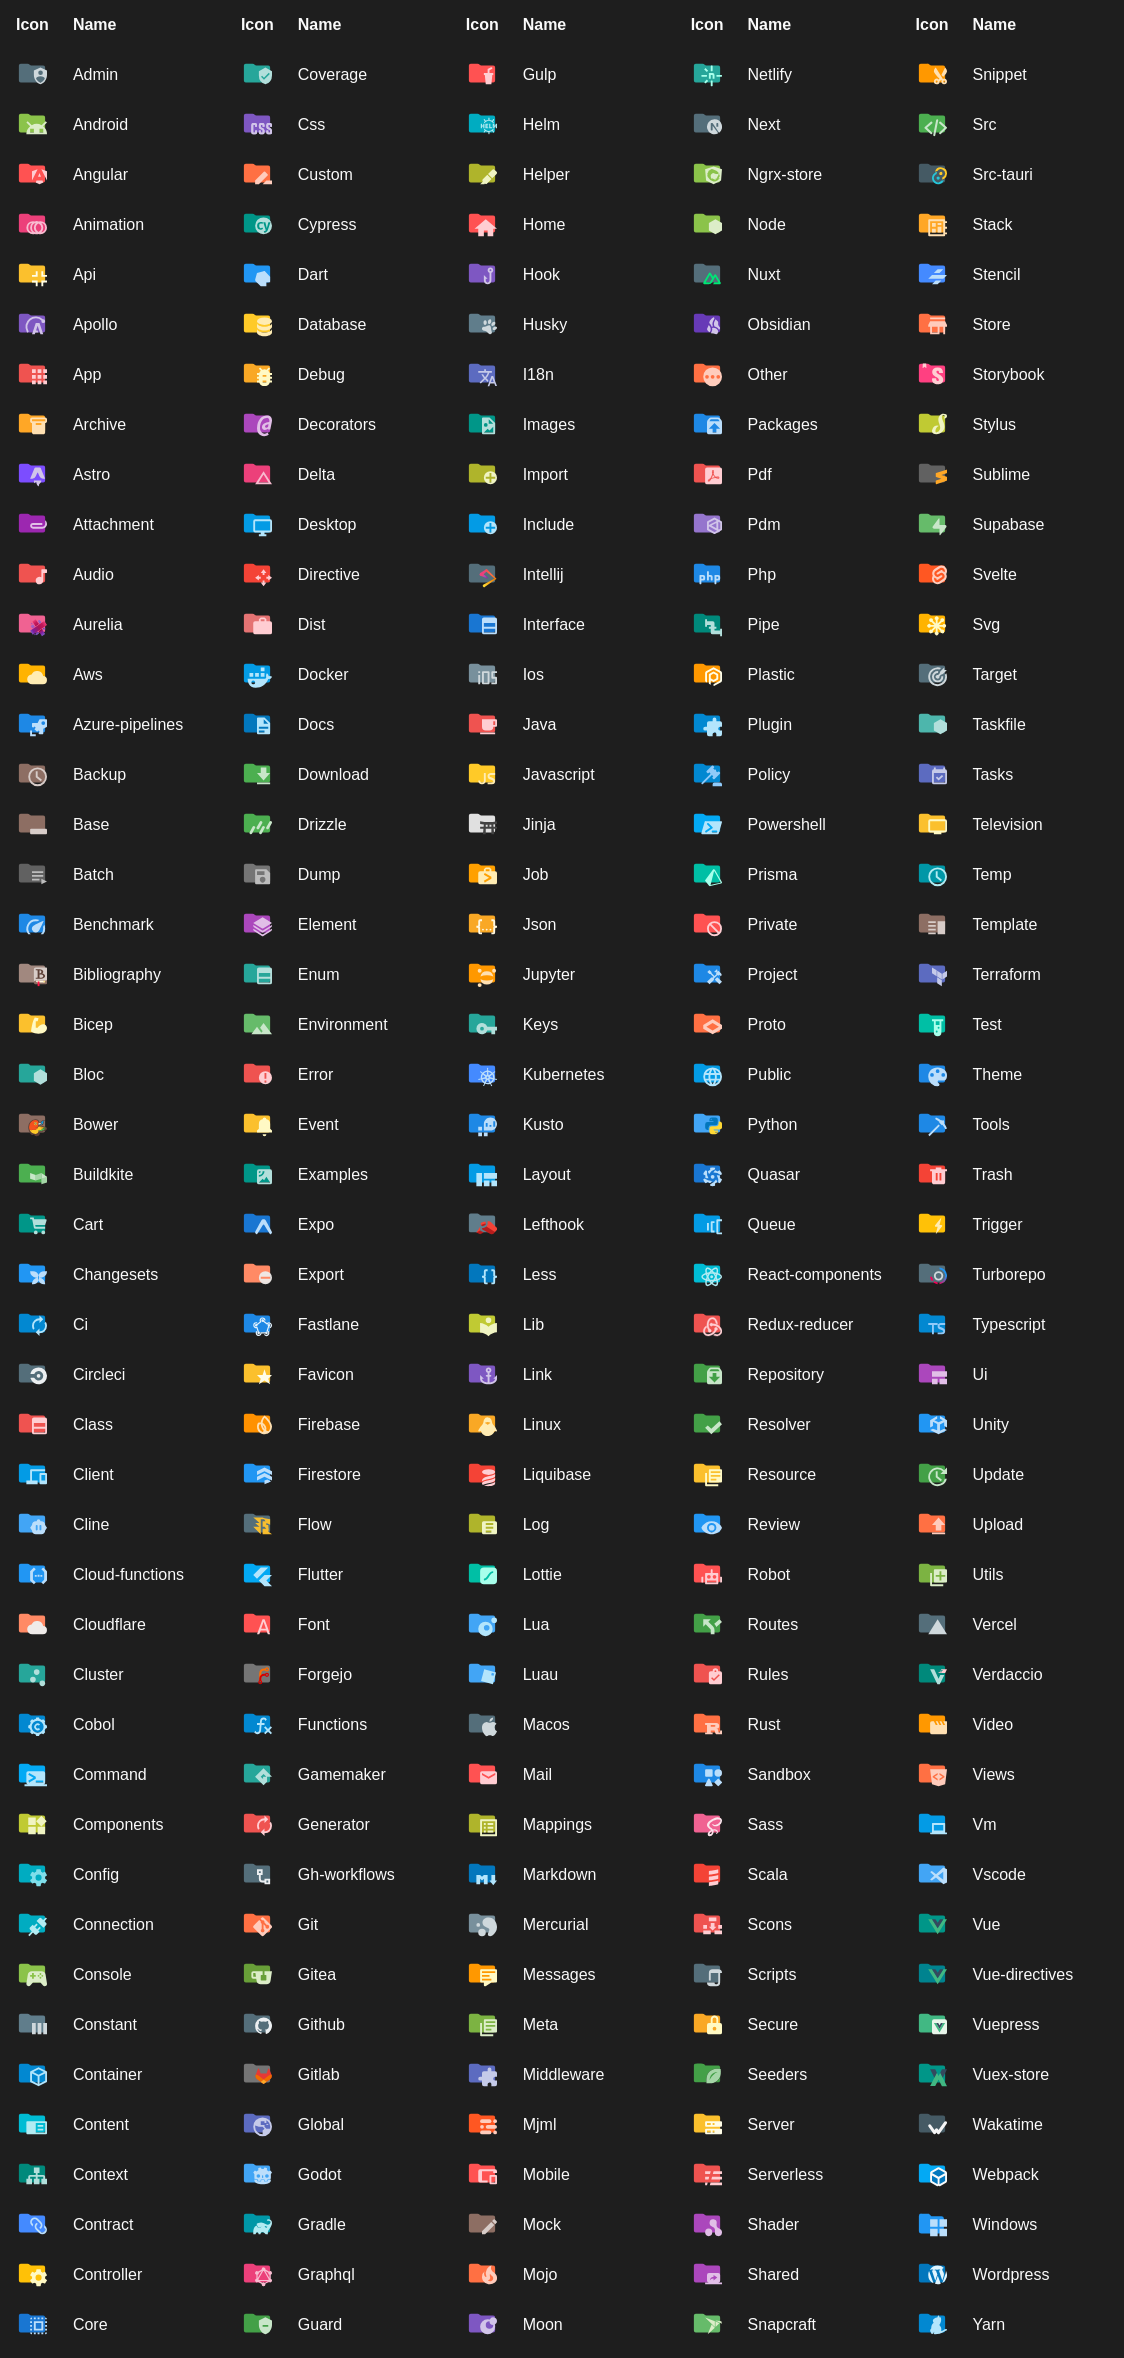 Icon Name Icon Name Icon Name Icon Name Icon Name
Admin Coverage Gulp Netlify Snippet
Android Css Helm Next Src
Angular Custom Helper Ngrx-store Src-tauri
Animation Cypress Home Node Stack
Api Dart Hook Nuxt Stencil
Apollo Database Husky Obsidian Store
App Debug I18n Other Storybook
Archive Decorators Images Packages Stylus
Astro Delta Import Pdf Sublime
Attachment Desktop Include Pdm Supabase
Audio Directive Intellij Php Svelte
Aurelia Dist Interface Pipe Svg
Aws Docker Ios Plastic Target
Azure-pipelines Docs Java Plugin Taskfile
Backup Download Javascript Policy Tasks
Base Drizzle Jinja Powershell Television
Batch Dump Job Prisma Temp
Benchmark Element Json Private Template
Bibliography Enum Jupyter Project Terraform
Bicep Environment Keys Proto Test
Bloc Error Kubernetes Public Theme
Bower Event Kusto Python Tools
Buildkite Examples Layout Quasar Trash
Cart Expo Lefthook Queue Trigger
Changesets Export Less React-components Turborepo
Ci Fastlane Lib Redux-reducer Typescript
Circleci Favicon Link Repository Ui
Class Firebase Linux Resolver Unity
Client Firestore Liquibase Resource Update
Cline Flow Log Review Upload
Cloud-functions Flutter Lottie Robot Utils
Cloudflare Font Lua Routes Vercel
Cluster Forgejo Luau Rules Verdaccio
Cobol Functions Macos Rust Video
Command Gamemaker Mail Sandbox Views
Components Generator Mappings Sass Vm
Config Gh-workflows Markdown Scala Vscode
Connection Git Mercurial Scons Vue
Console Gitea Messages Scripts Vue-directives
Constant Github Meta Secure Vuepress
Container Gitlab Middleware Seeders Vuex-store
Content Global Mjml Server Wakatime
Context Godot Mobile Serverless Webpack
Contract Gradle Mock Shader Windows
Controller Graphql Mojo Shared Wordpress
Core Guard Moon Snapcraft Yarn